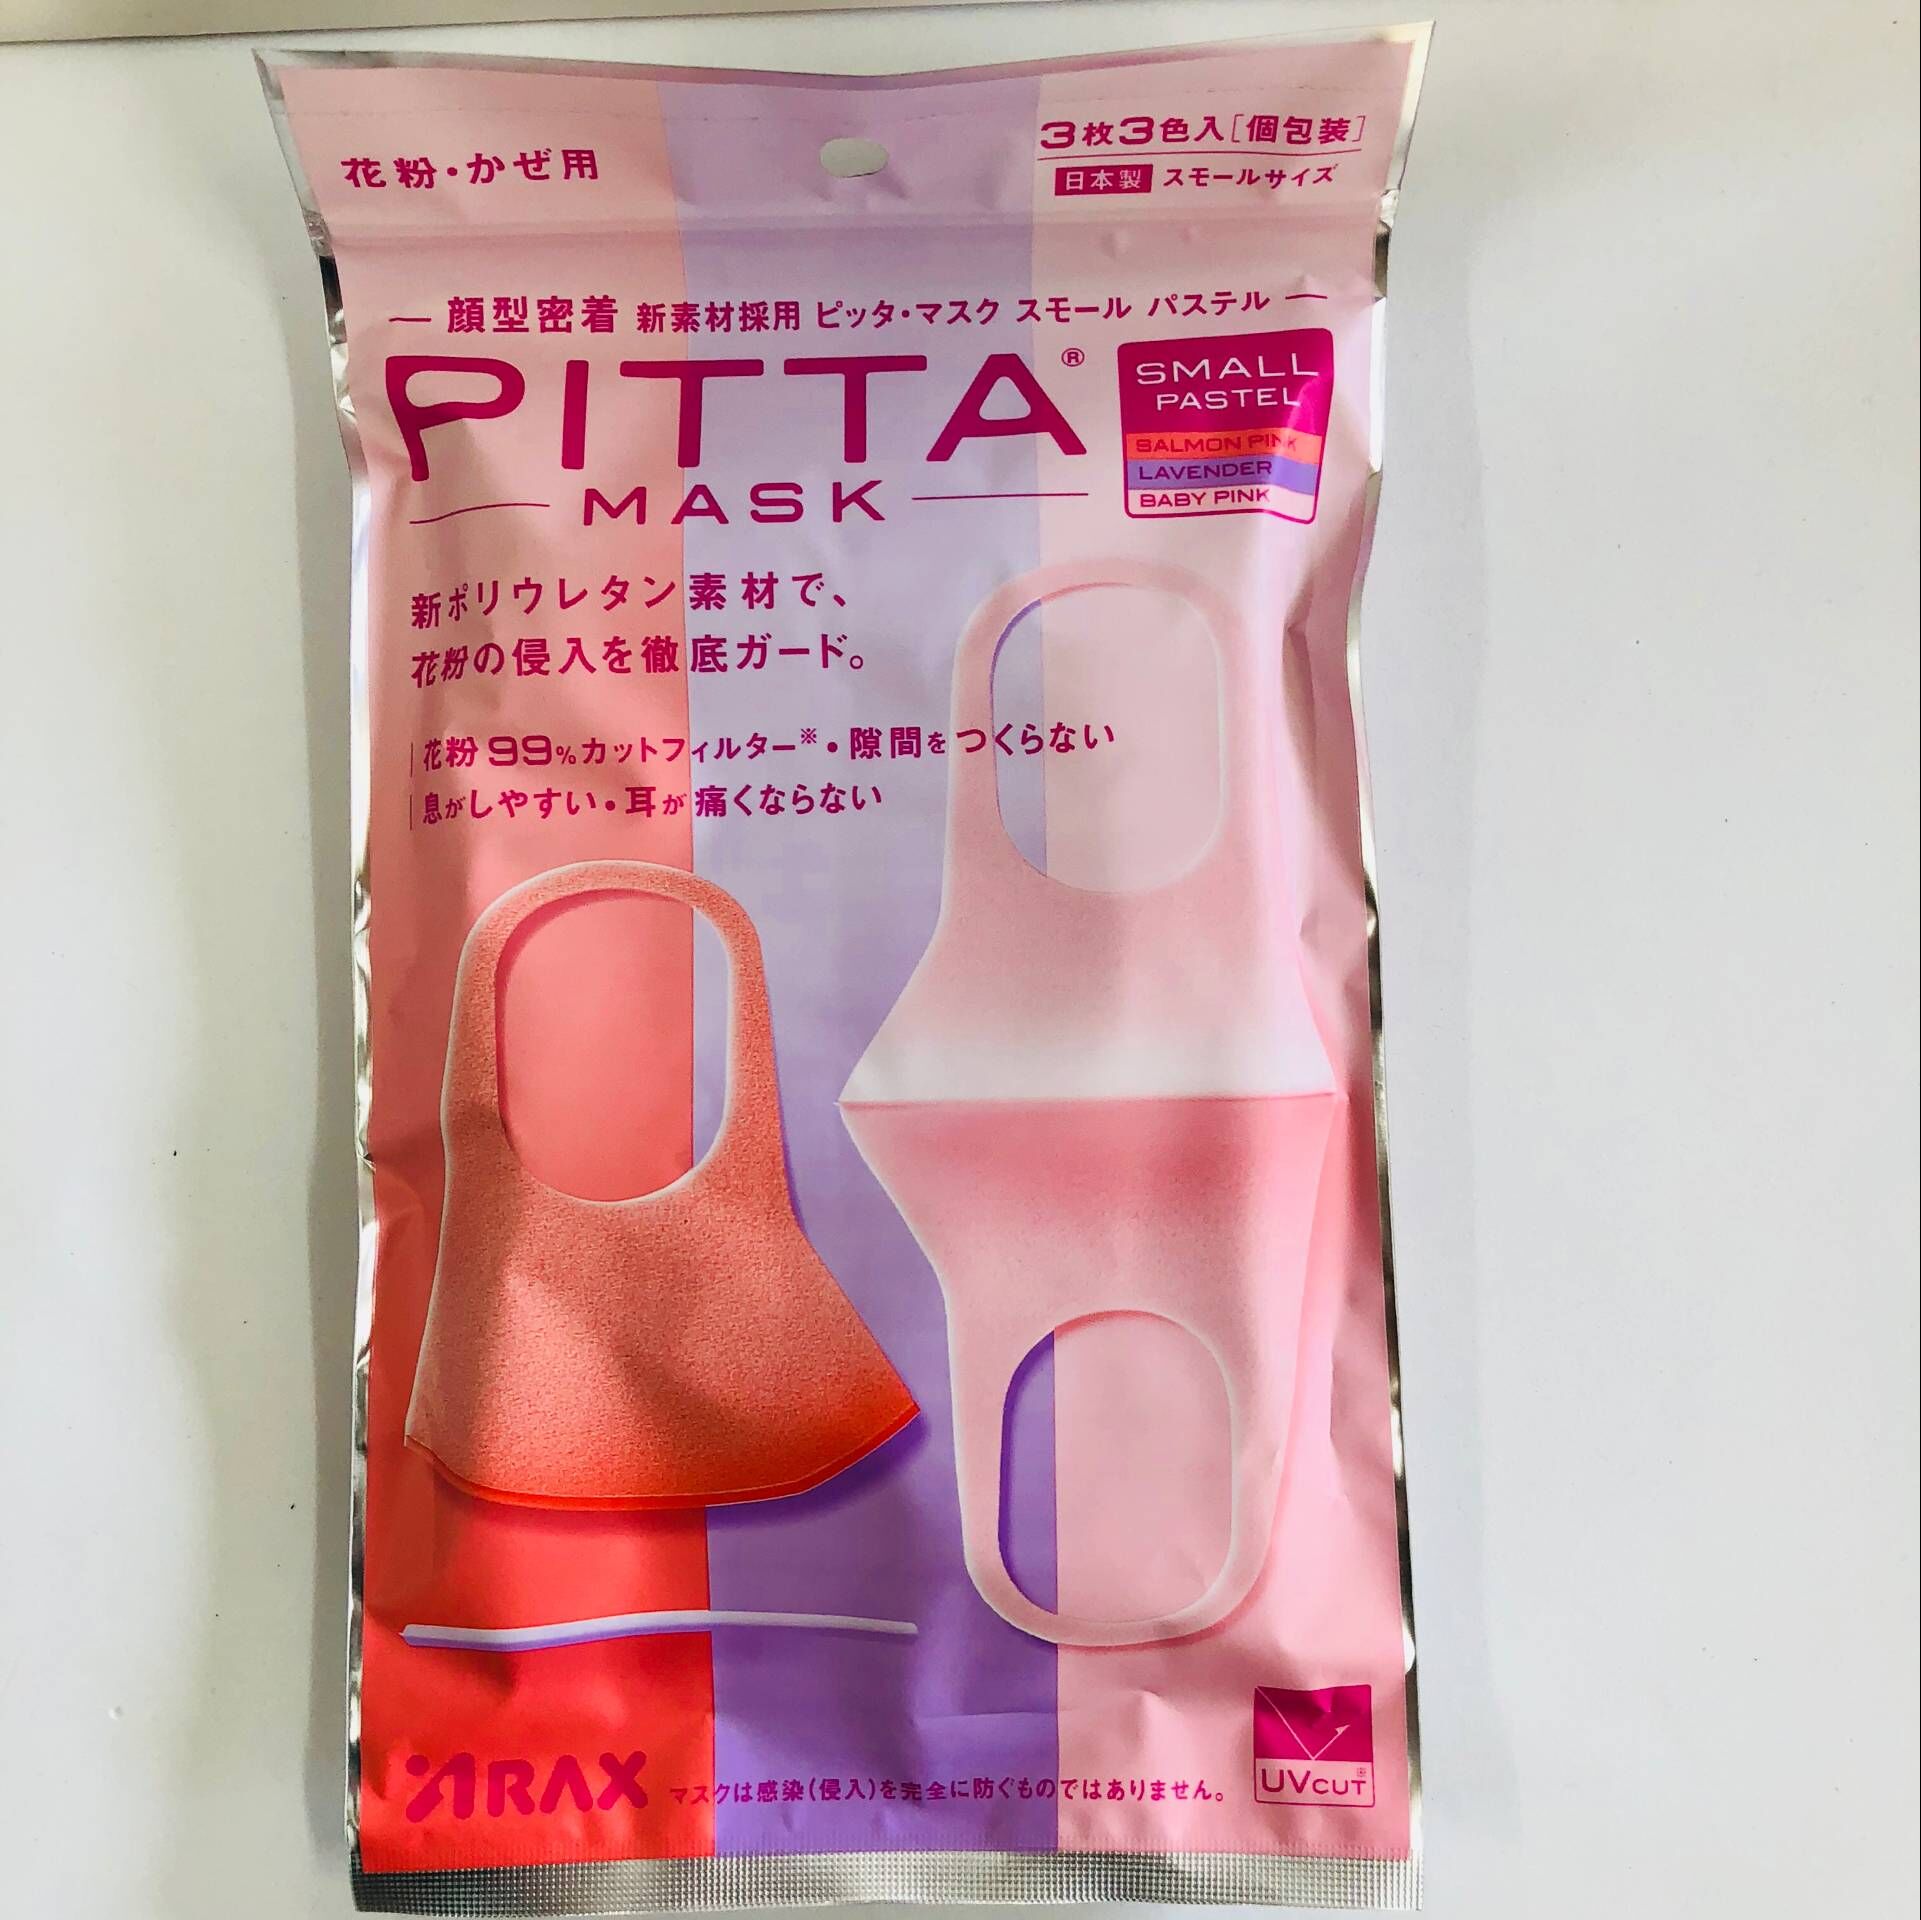 花粉・かぜ用
3枚3色入[個包装]
日本製 スモールサイズ
顔型密着 新素材採用 ピッタ・マスク スモール パステル
PITTA®
MASK
SMALL
PASTEL
SALMON PINK
LAVENDER
BABY PINK
新ポリウレタン素材で、
花粉の侵入を徹底ガード。
花粉99%カットフィルター※・隙間をつくらない
息がしやすい・耳が痛くならない
ARAX
マスクは感染(侵入)を完全に防ぐものではありません。
UV CUT※